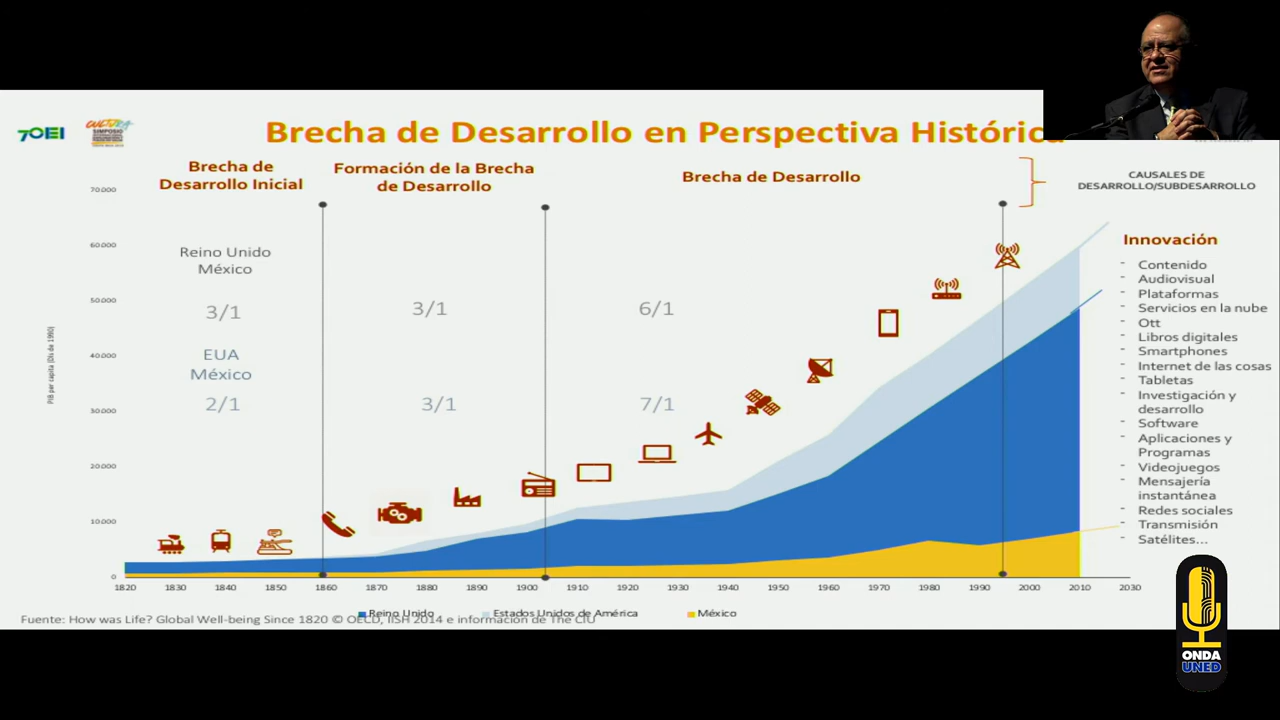 7OEI
CULTURA
SIMPOSIO
Brecha de Desarrollo en Perspectiva Históric
Brecha de
Desarrollo Inicial
Formación de la Brecha
de Desarrollo
Brecha de Desarrollo
CAUSALES DE
DESARROLLO/SUBDESARROLLO
70.000
60.000
50.000
40.000
30.000
20.000
10.000
0
Reino Unido
México
3/1
3/1
6/1
EUA
México
2/1
3/1
7/1
Innovación
- Contenido
- Audiovisual
- Plataformas
- Servicios en la nube
- Ott
- Libros digitales
- Smartphones
- Internet de las cosas
- Tabletas
- Investigación y
desarrollo
- Software
- Aplicaciones y
Programas
- Videojuegos
- Mensajería
instantánea
- Redes sociales
- Transmisión
- Satélites...
1820 1830 1840 1850 1860 1870 1880 1890 1900 1910 1920 1930 1940 1950 1960 1970 1980 1990 2000 2010 2030
Reino Unido Estados Unidos de América México
Fuente: How was Life? Global Well-being Since 1820 © OECD, IISH 2014 e información de The CIU
ONDA
UNED